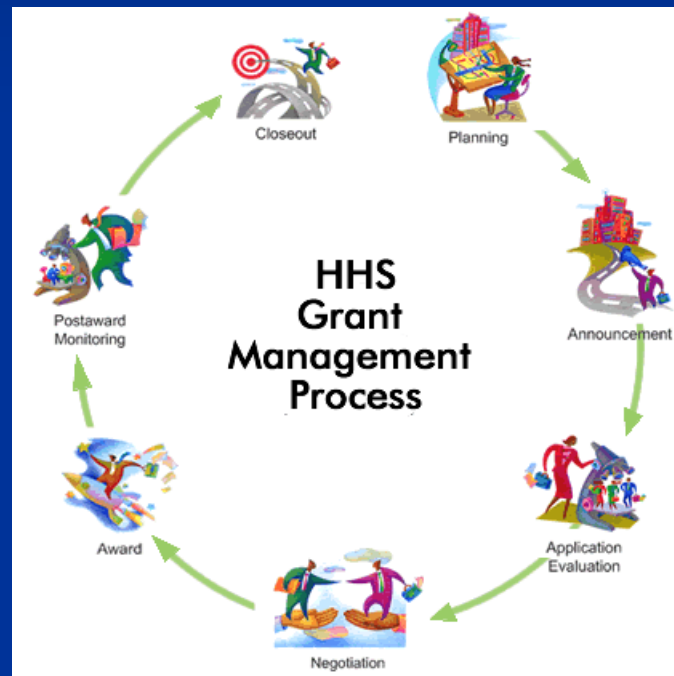 HHS
Grant
Management
Process
Planning
Announcement
Application
Evaluation
Negotiation
Award
Postaward
Monitoring
Closeout